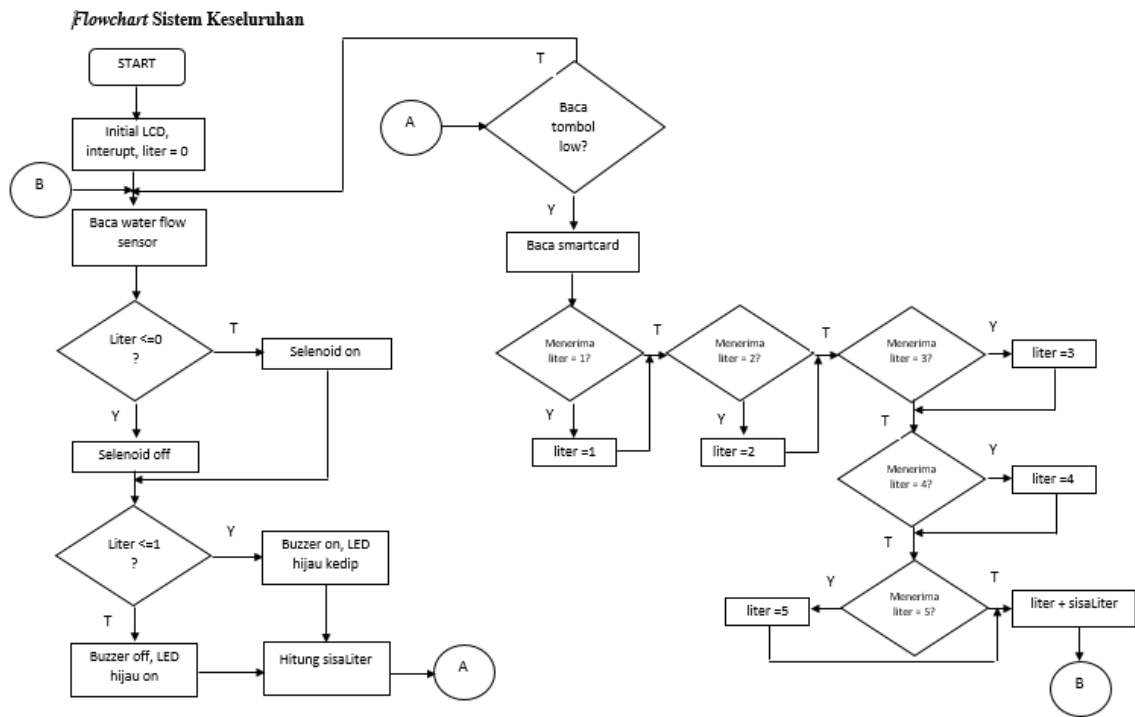 Flowchart Sistem Keseluruhan
START
Initial LCD,
interupt, liter = 0
B
Baca water flow
sensor
Liter <=0
?
T
Selenoid on
Y
Selenoid off
Liter <=1
?
Y
Buzzer on, LED
hijau kedip
T
Buzzer off, LED
hijau on
Hitung sisaLiter
A
A
T
Baca
tombol
low?
Y
Baca smartcard
Menerima
liter = 1?
T
Y
liter =1
Menerima
liter = 2?
T
Y
liter =2
Menerima
liter = 3?
Y
liter =3
T
Menerima
liter = 4?
Y
liter =4
T
Menerima
liter = 5?
Y
liter =5
T
liter + sisaLiter
B